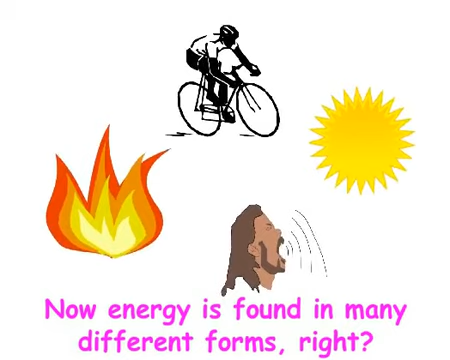 Now energy is found in many
different forms, right?